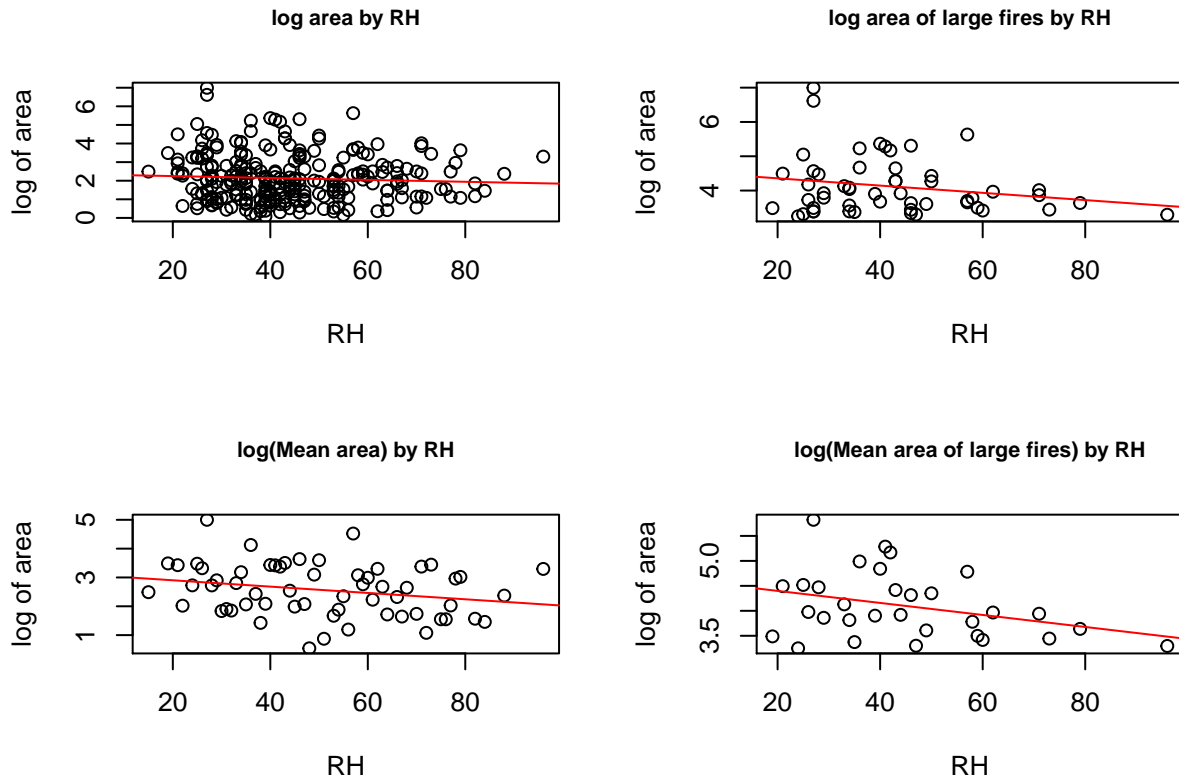 log area by RH
log of area
0 2 4 6
20 40 60 80
RH
log area of large fires by RH
log of area
4 6
20 40 60 80
RH
log(Mean area) by RH
log of area
1 3 5
20 40 60 80
RH
log(Mean area of large fires) by RH
log of area
3.5 5.0
20 40 60 80
RH